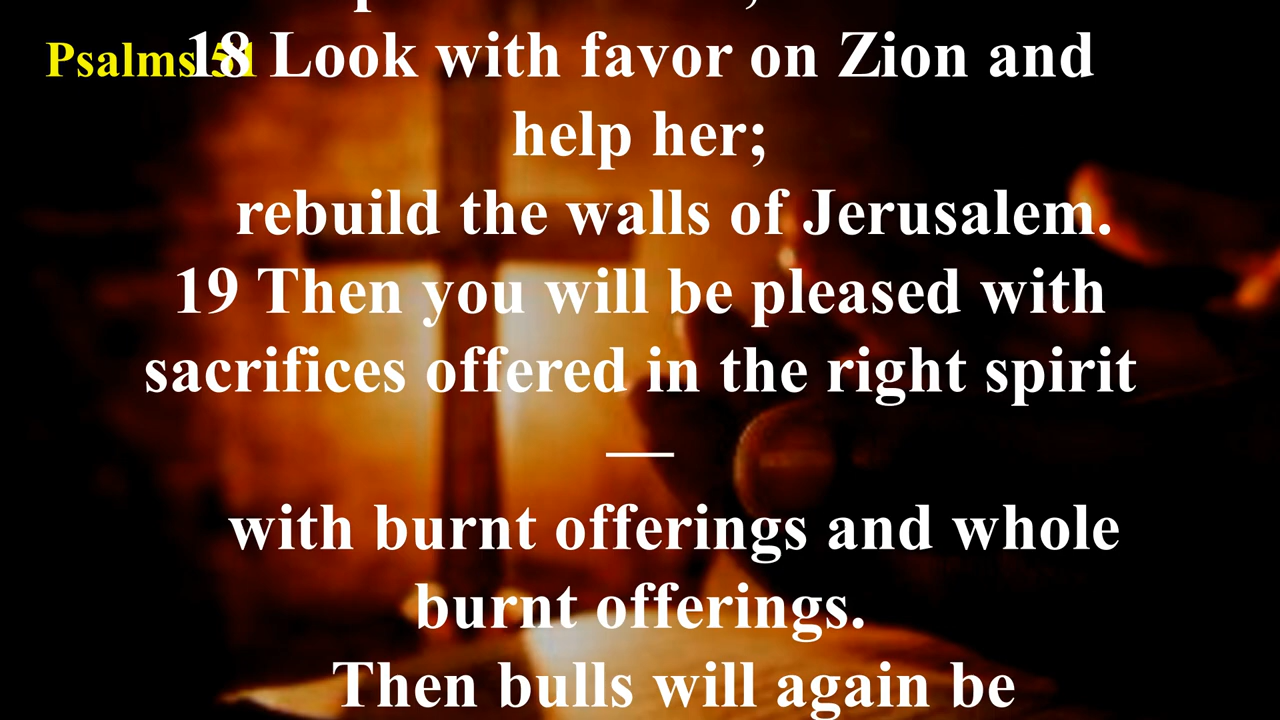 Psalms 51
18 Look with favor on Zion and
help her;
rebuild the walls of Jerusalem.
19 Then you will be pleased with
sacrifices offered in the right spirit
—
with burnt offerings and whole
burnt offerings.
Then bulls will again be